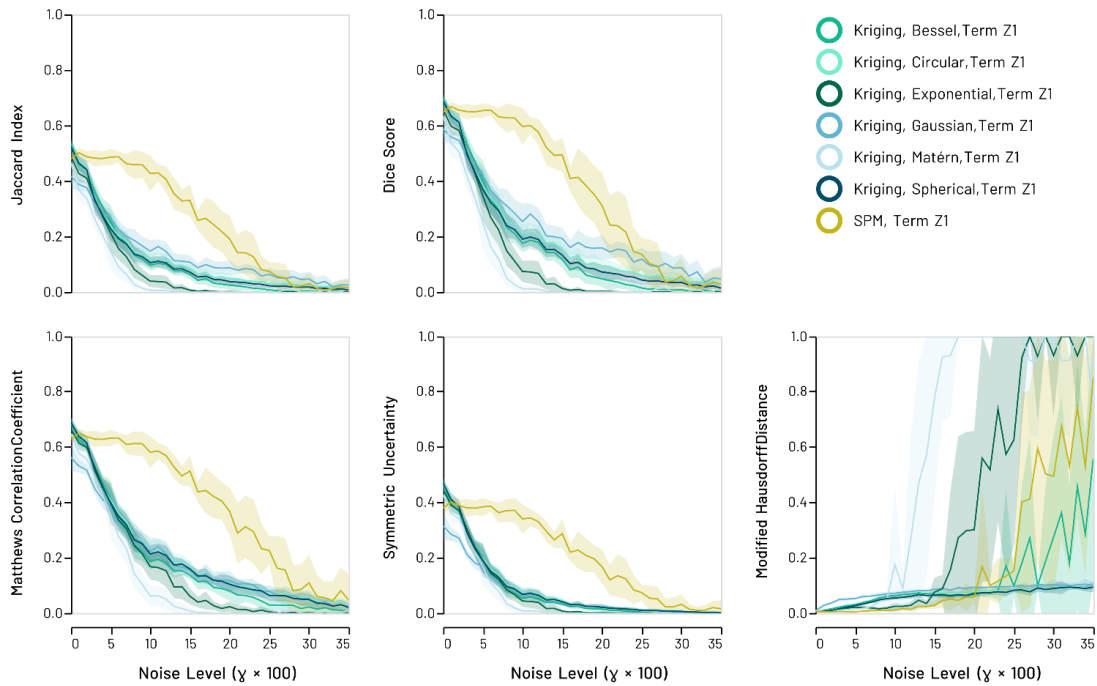 1.0
0.8
0.6
0.4
0.2
0.0
Jaccard Index
1.0
0.8
0.6
0.4
0.2
0.0
Dice Score
Kriging, Bessel,Term Z1
Kriging, Circular,Term Z1
Kriging, Exponential,Term Z1
Kriging, Gaussian,Term Z1
Kriging, Matérn,Term Z1
Kriging, Spherical,Term Z1
SPM, Term Z1
1.0
0.8
0.6
0.4
0.2
0.0
Matthews CorrelationCoefficient
0 5 10 15 20 25 30 35
Noise Level (ɣ × 100)
1.0
0.8
0.6
0.4
0.2
0.0
Symmetric Uncertainty
0 5 10 15 20 25 30 35
Noise Level (ɣ × 100)
1.0
0.8
0.6
0.4
0.2
0.0
Modified HausdorffDistance
0 5 10 15 20 25 30 35
Noise Level (ɣ × 100)